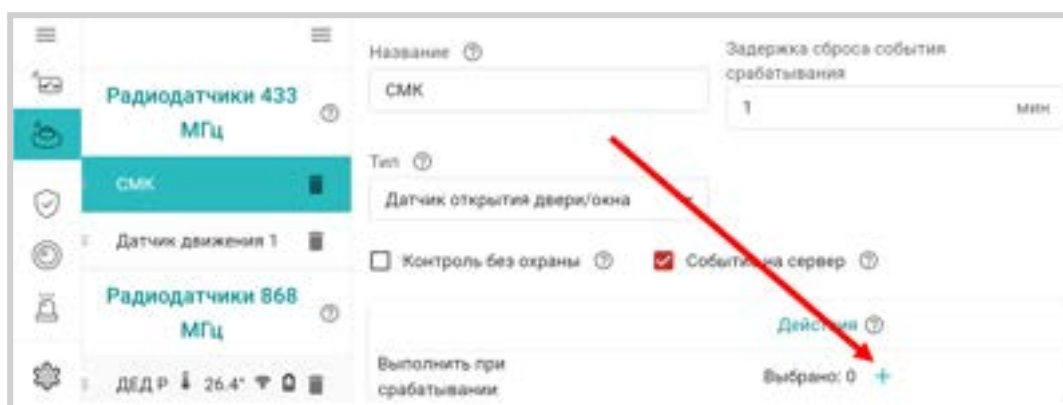 Радиодатчики 433
МГц
СМК
Датчик движения 1
Радиодатчики 868
МГц
ДЕД Р 26.4°
Название
СМК
Задержка сброса события
срабатывания
1 мин
Тип
Датчик открытия двери/окна
Контроль без охраны
События на сервер
Действия
Выполнить при
срабатывании
Выбрано: 0 +